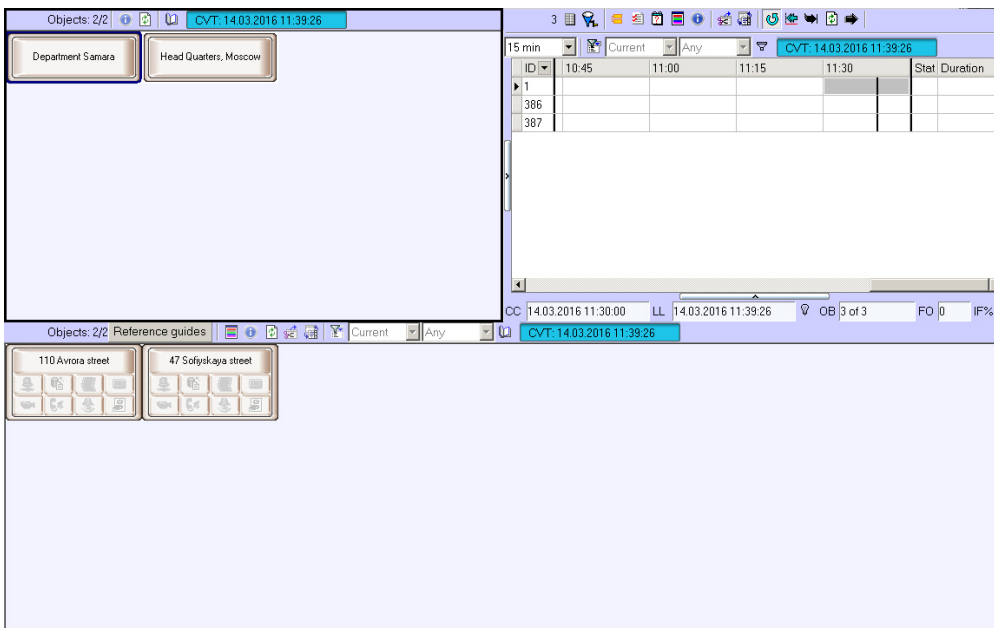 Objects: 2/2 CVT: 14.03.2016 11:39:26
Department Samara
Head Quarters, Moscow
3
15 min Current Any CVT: 14.03.2016 11:39:26
ID 10:45 11:00 11:15 11:30 Stat Duration
1
386
387
CC 14.03.2016 11:30:00 LL 14.03.2016 11:39:26 OB 3 of 3 FO 0 IF%
Objects: 2/2 Reference guides Current Any CVT: 14.03.2016 11:39:26
110 Avrora street
47 Sofiyskaya street